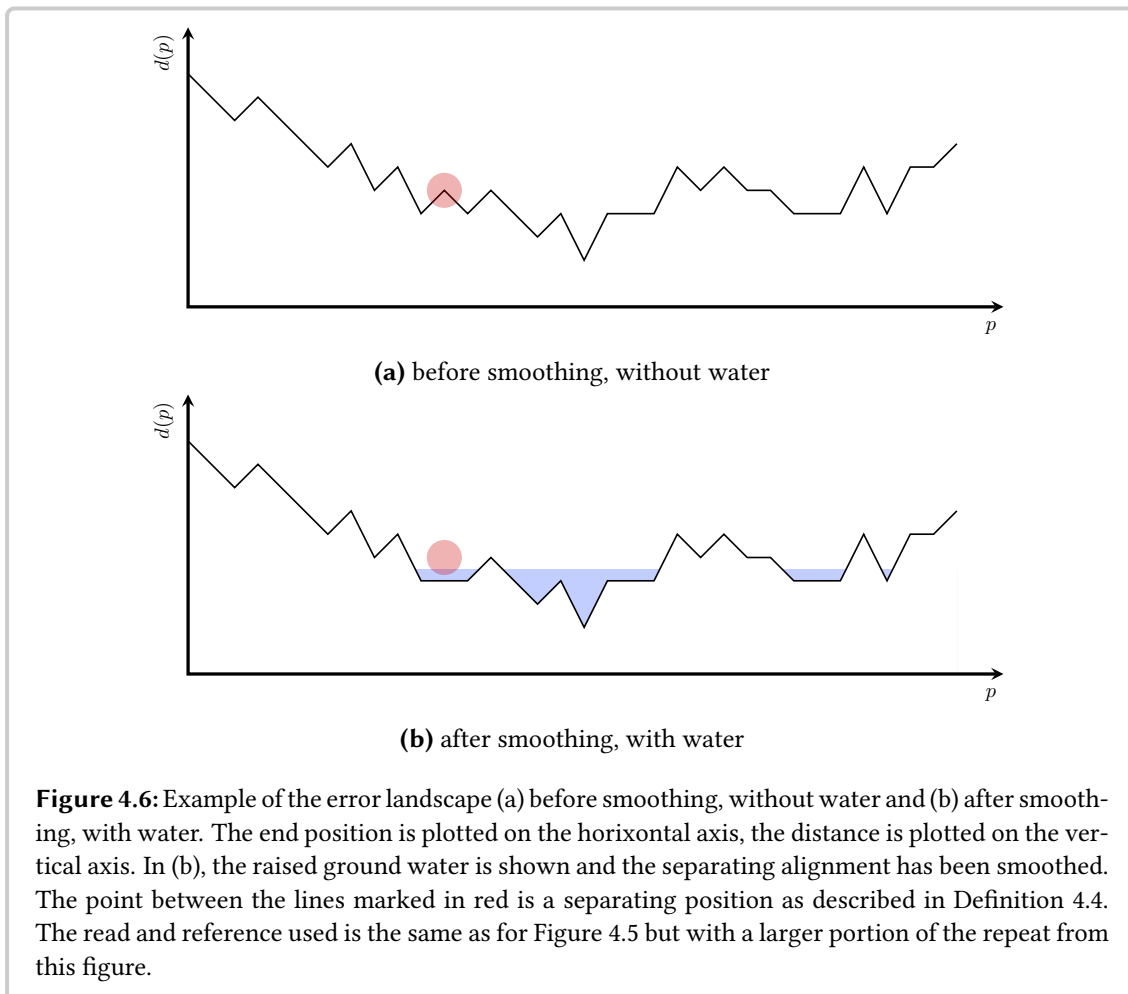 d(p)
p
(a) before smoothing, without water
d(p)
p
(b) after smoothing, with water
Figure 4.6: Example of the error landscape (a) before smoothing, without water and (b) after smooth-
ing, with water. The end position is plotted on the horixontal axis, the distance is plotted on the ver-
tical axis. In (b), the raised ground water is shown and the separating alignment has been smoothed.
The point between the lines marked in red is a separating position as described in Definition 4.4.
The read and reference used is the same as for Figure 4.5 but with a larger portion of the repeat from
this figure.